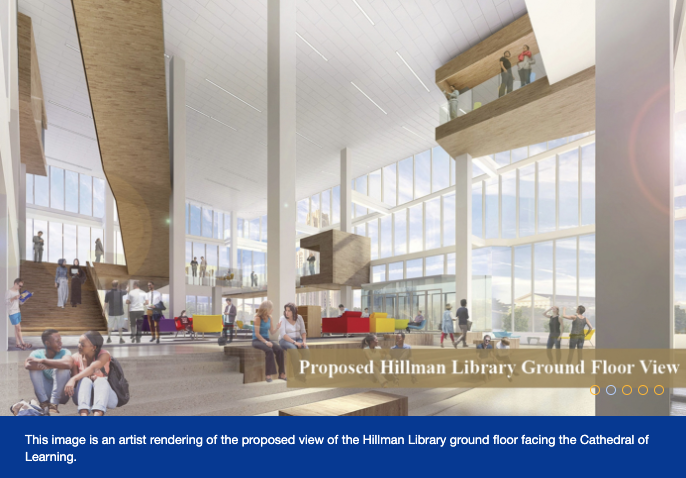 Proposed Hillman Library Ground Floor View
This image is an artist rendering of the proposed view of the Hillman Library ground floor facing the Cathedral of
Learning.